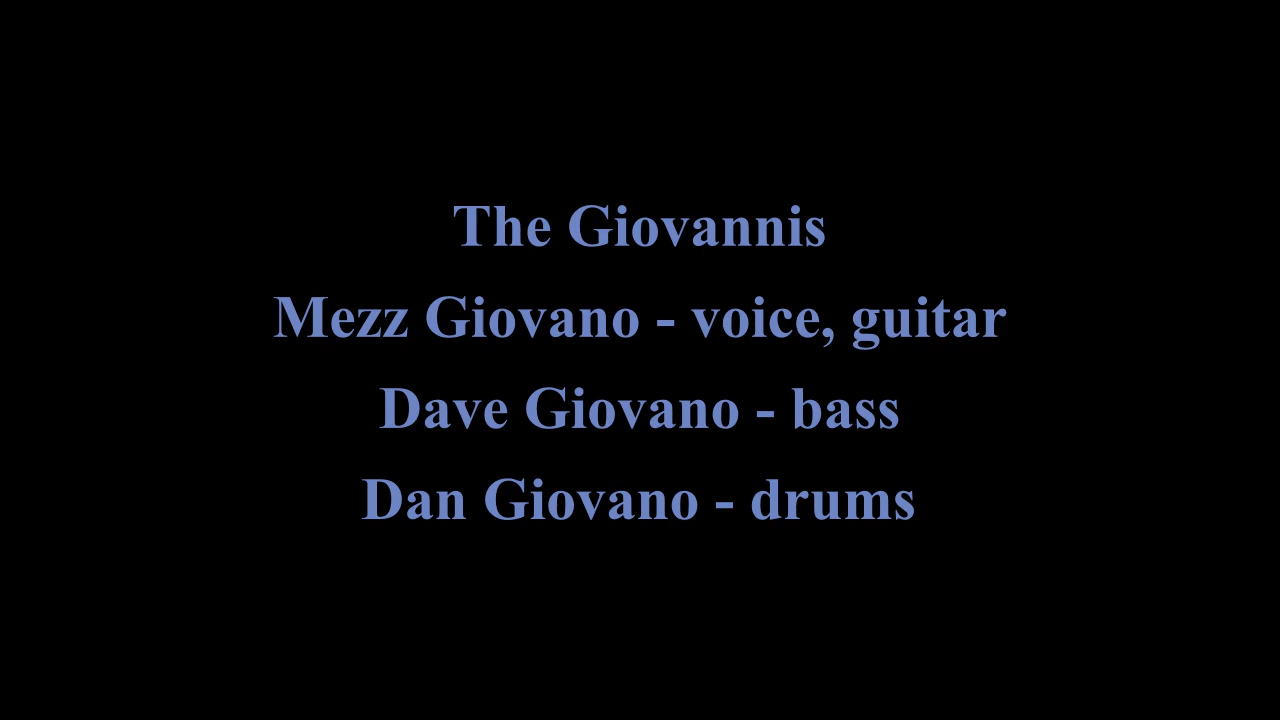 The Giovannis
Mezz Giovano - voice, guitar
Dave Giovano - bass
Dan Giovano - drums